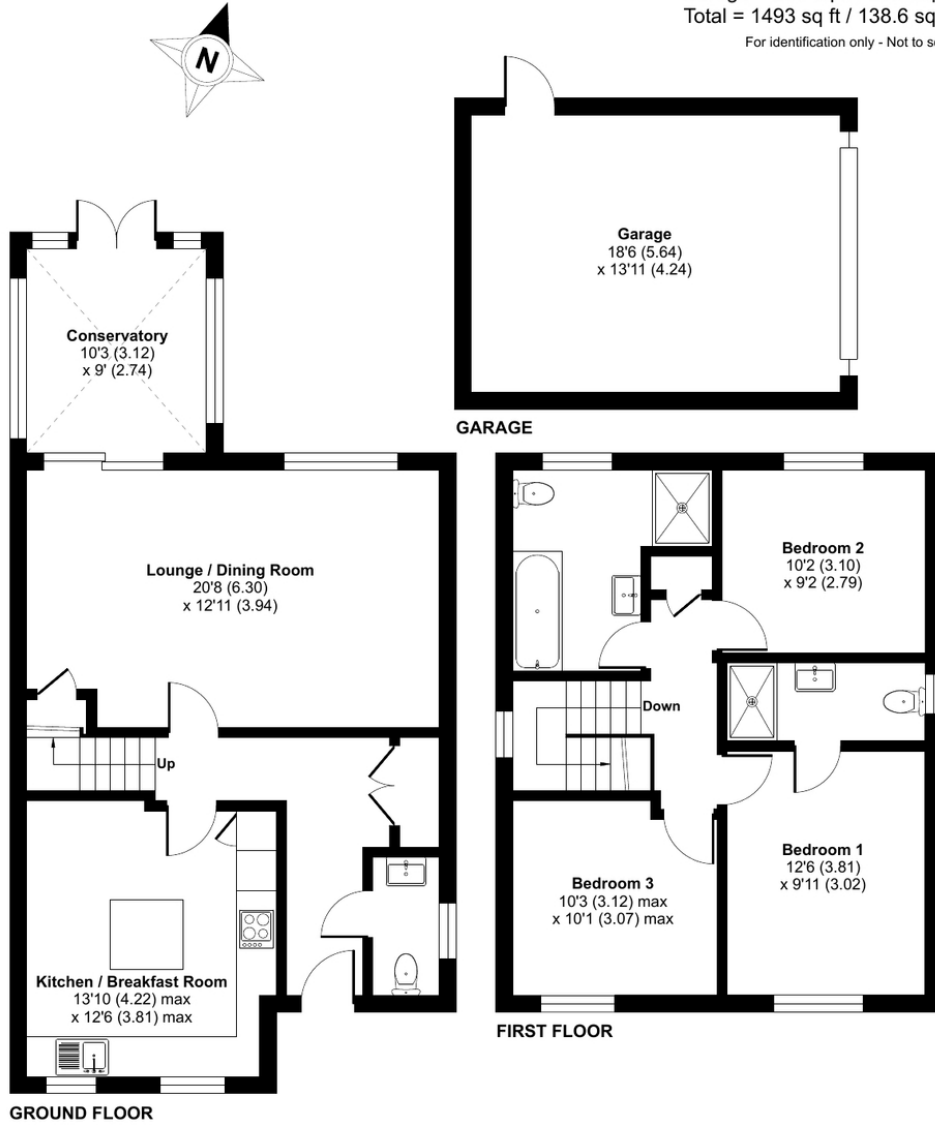 Total = 1493 sq ft / 138.6 sq
For identification only - Not to
N
Garage
18'6 (5.64)
x 13'11 (4.24)
GARAGE
Conservatory
10'3 (3.12)
x 9' (2.74)
Lounge / Dining Room
20'8 (6.30)
x 12'11 (3.94)
Up
Kitchen / Breakfast Room
13'10 (4.22) max
x 12'6 (3.81) max
GROUND FLOOR
Bedroom 2
10'2 (3.10)
x 9'2 (2.79)
Down
Bedroom 1
12'6 (3.81)
x 9'11 (3.02)
Bedroom 3
10'3 (3.12) max
x 10'1 (3.07) max
FIRST FLOOR